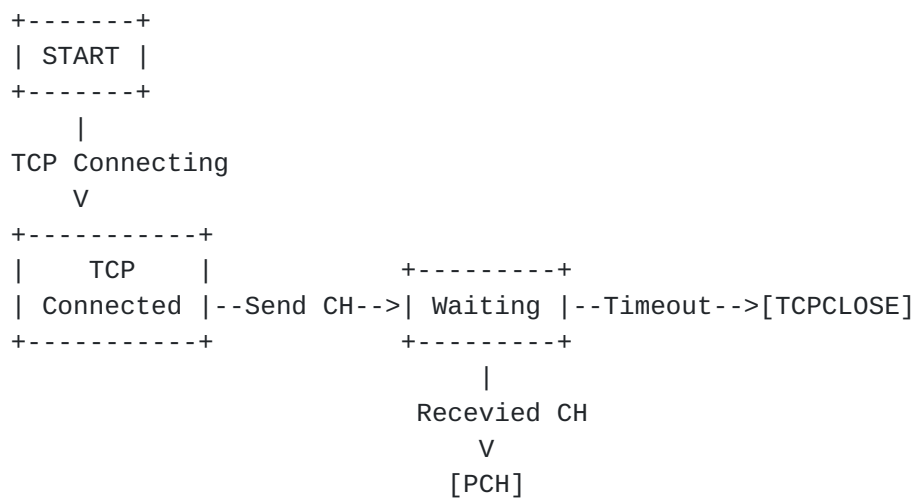 +-------+
| START |
+-------+
    |
TCP Connecting
    V
+-----------+
|    TCP    |            +---------+
| Connected |--Send CH-->| Waiting |--Timeout-->[TCPCLOSE]
+-----------+            +---------+
                              |
                          Recevied CH
                              V
                            [PCH]